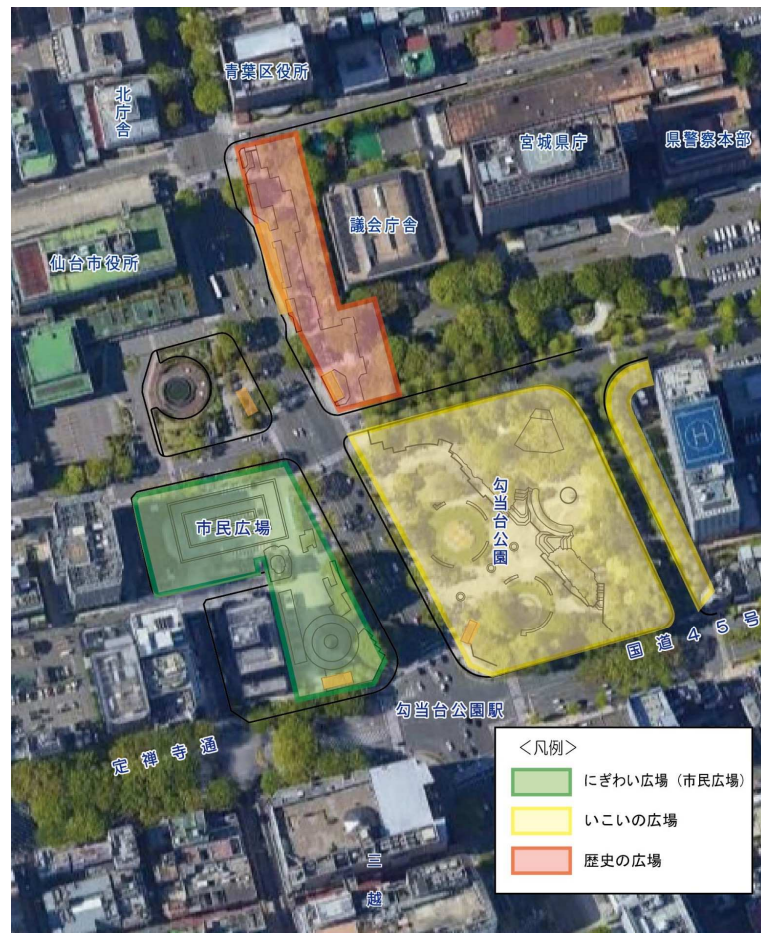 青葉区役所
北庁舎
宮城県庁
県警察本部
議会庁舎
仙台市役所
H
勾当台公園
市民広場
国道45号
勾当台公園駅
定禅寺通
三越
＜凡例＞
にぎわい広場（市民広場）
いこいの広場
歴史の広場